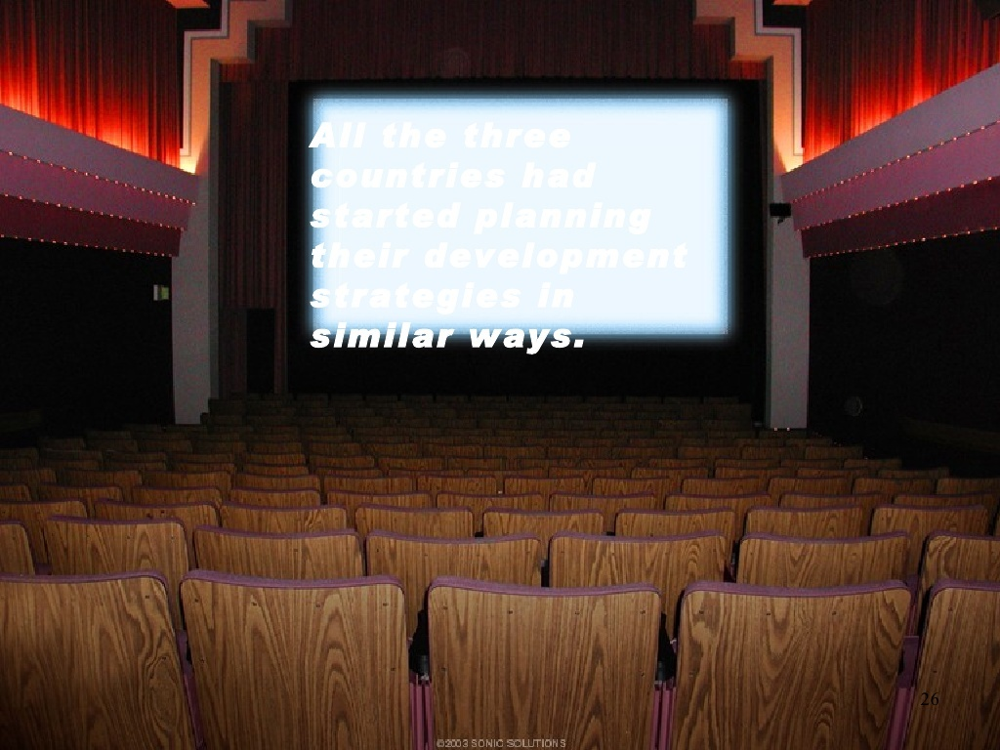 All the three
countries had
started planning
their development
strategies in
similar ways.
26
©2003 SONIC SOLUTIONS